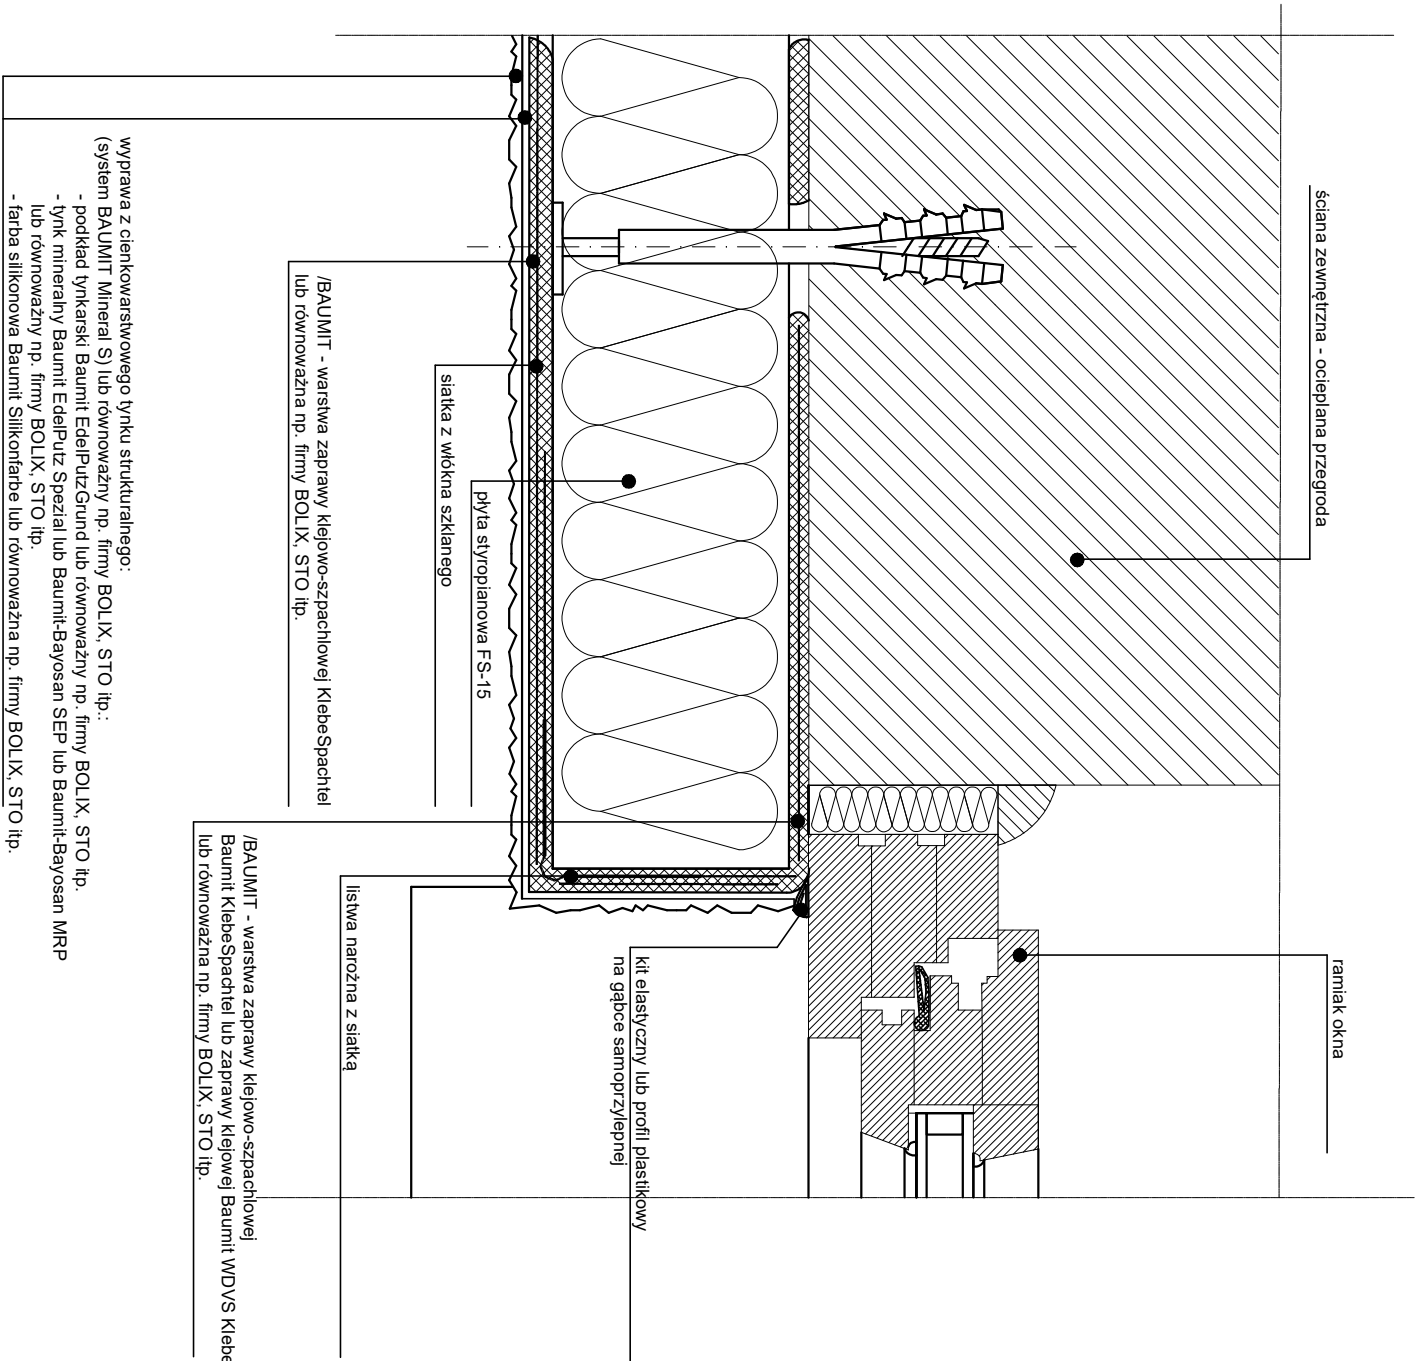 ściana zewnętrzna - ocieplana przegroda
ramiak okna
kit elastyczny lub profil plastikowy
na gąbce samoprzylepnej
płyta styropianowa FS-15
siatka z włókna szklanego
listwa narożna z siatką
/BAUMIT - warstwa zaprawy klejowo-szpachlowej KlebeSpachtel
lub równoważna np. firmy BOLIX, STO itp.
/BAUMIT - warstwa zaprawy klejowo-szpachlowej
Baumit KlebeSpachtel lub zaprawy klejowej Baumit WDVS Klebe
lub równoważna np. firmy BOLIX, STO itp.
wyprawa z cienkowarstwowego tynku strukturalnego:
(system BAUMIT Mineral S) lub równoważny np. firmy BOLIX, STO itp.:
- podkład tynkarski Baumit EdelPutzGrund lub równoważny np. firmy BOLIX, STO itp.
- tynk mineralny Baumit EdelPutz Spezial lub Baumit-Bayosan SEP lub Baumit-Bayosan MRP
lub równoważny np. firmy BOLIX, STO itp.
- farba silikonowa Baumit Silikonfarbe lub równoważna np. firmy BOLIX, STO itp.